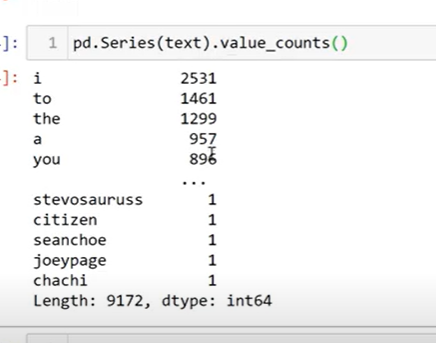 ]: 1 pd.Series(text).value_counts()
]: i 2531
to 1461
the 1299
a 957
you 896
...
stevosauruss 1
citizen 1
seanchoe 1
joeypage 1
chachi 1
Length: 9172, dtype: int64